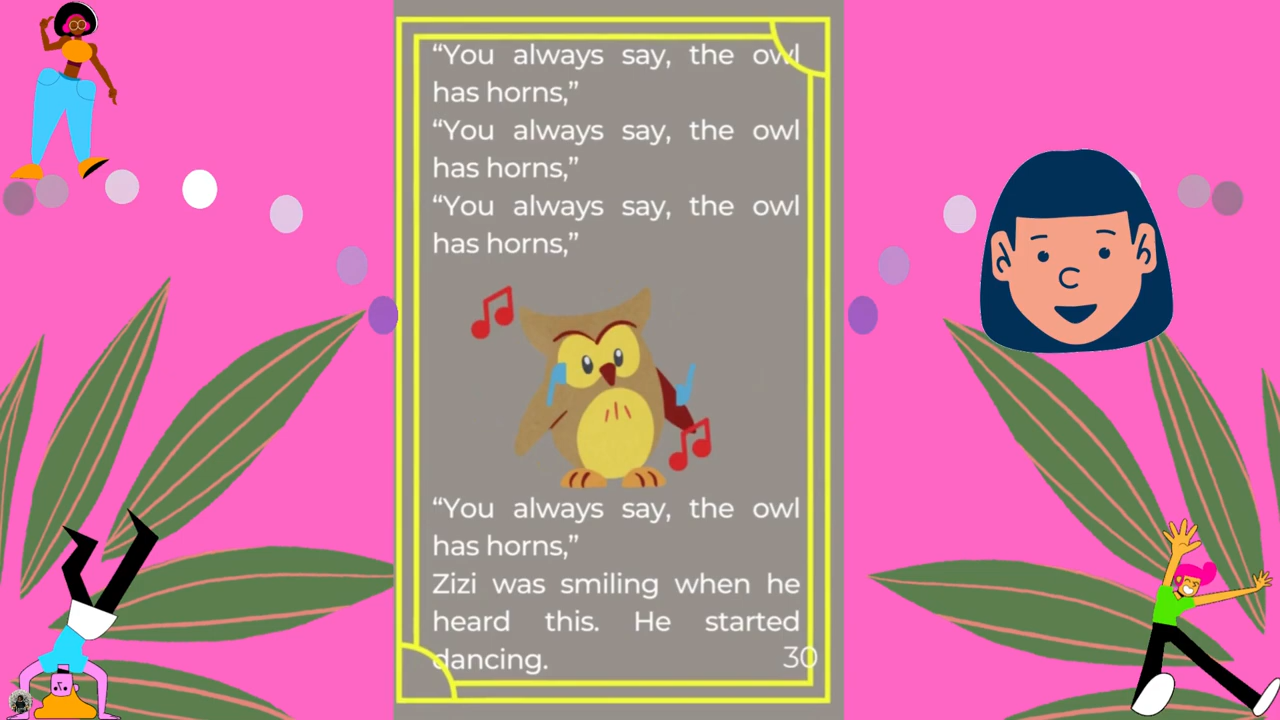 “You always say, the owl
has horns,”
“You always say, the owl
has horns,”
“You always say, the owl
has horns,”
“You always say, the owl
has horns,”
Zizi was smiling when he
heard this. He started
dancing.
30